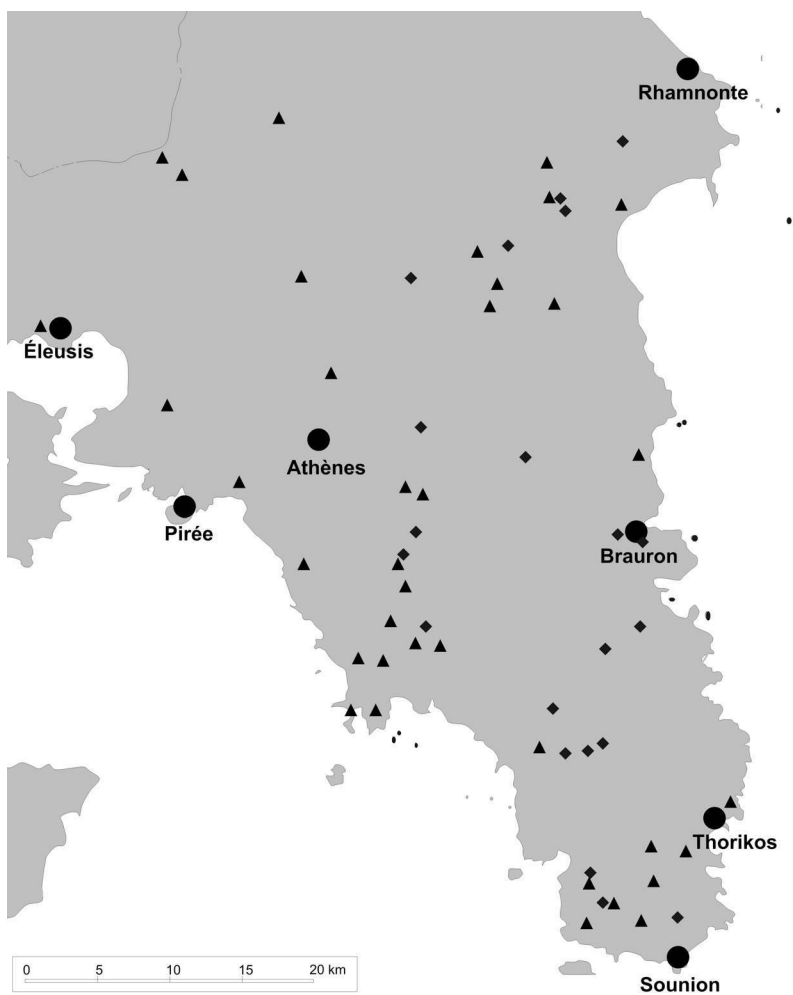 Rhamnonte
Éleusis
Athènes
Pirée
Brauron
Thorikos
0 5 10 15 20 km
Sounion